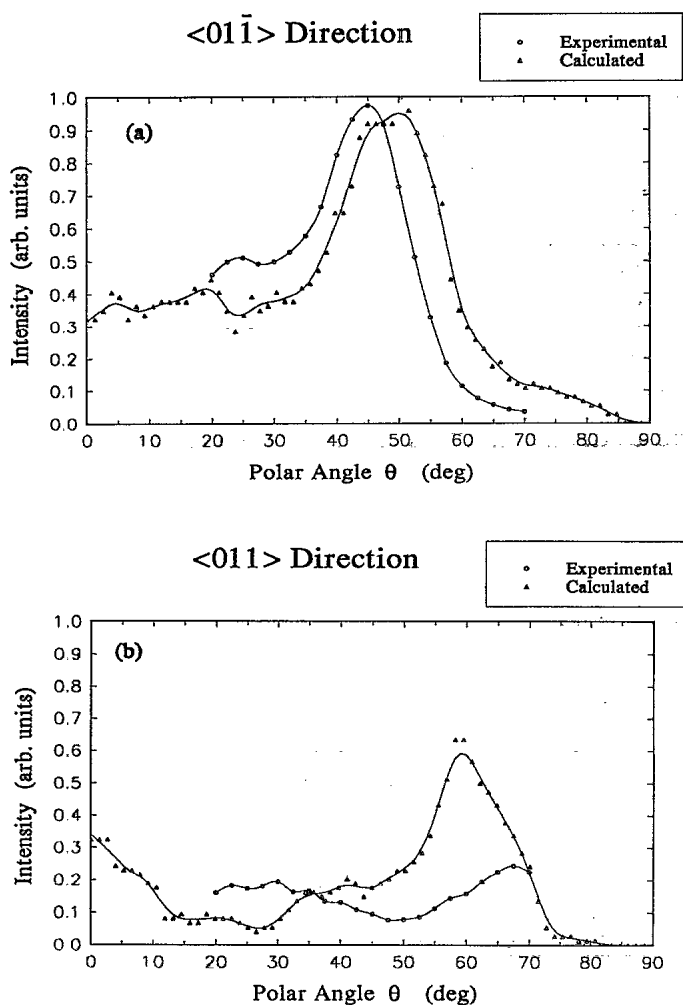 <011̄> Direction
Experimental
Calculated
(a)
Intensity (arb. units)
1.0
0.9
0.8
0.7
0.6
0.5
0.4
0.3
0.2
0.1
0.0
0 10 20 30 40 50 60 70 80 90
Polar Angle θ (deg)
<011> Direction
Experimental
Calculated
(b)
Intensity (arb. units)
1.0
0.9
0.8
0.7
0.6
0.5
0.4
0.3
0.2
0.1
0.0
0 10 20 30 40 50 60 70 80 90
Polar Angle θ (deg)